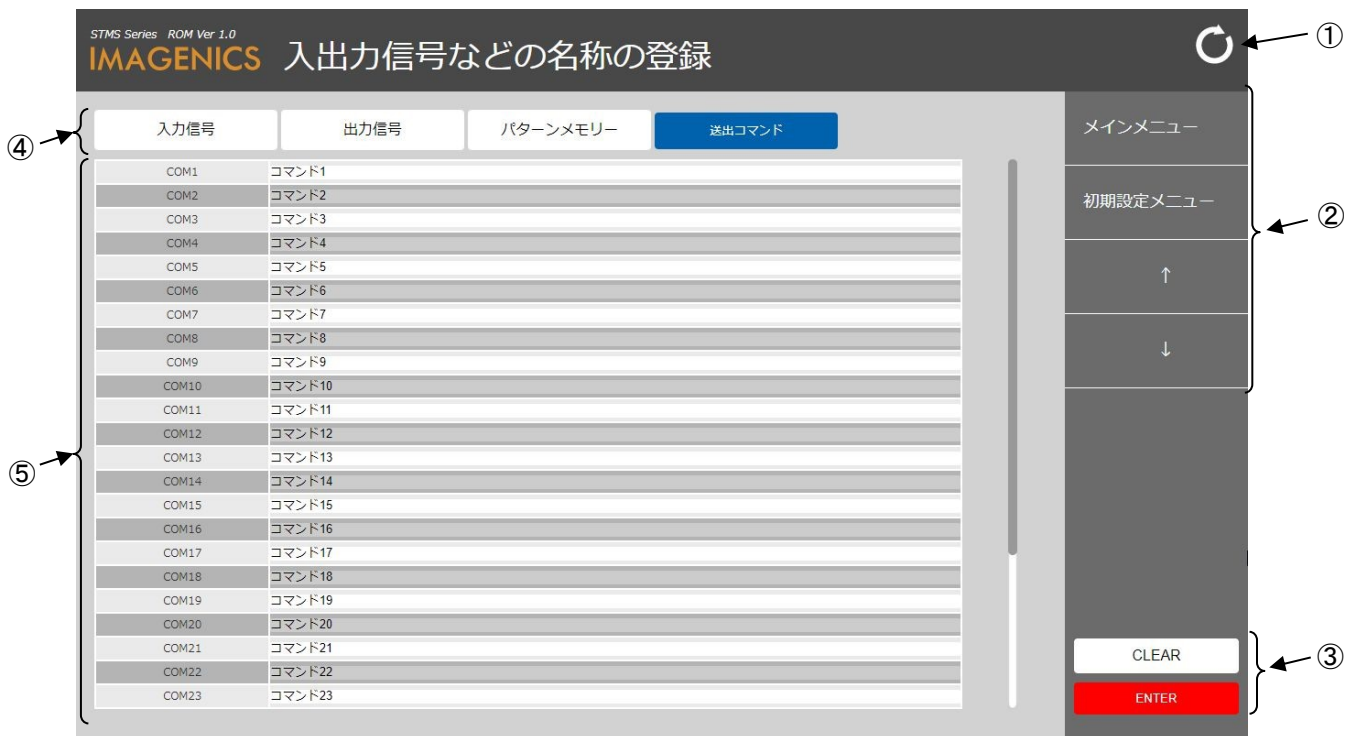 STMS Series ROM Ver 1.0
IMAGENICS 入出力信号などの名称の登録
①
入力信号 出力信号 パターンメモリー 送出コマンド
④
メインメニュー
初期設定メニュー
↑
↓
②
COM1 コマンド1
COM2 コマンド2
COM3 コマンド3
COM4 コマンド4
COM5 コマンド5
COM6 コマンド6
COM7 コマンド7
COM8 コマンド8
COM9 コマンド9
COM10 コマンド10
COM11 コマンド11
COM12 コマンド12
COM13 コマンド13
COM14 コマンド14
COM15 コマンド15
COM16 コマンド16
COM17 コマンド17
COM18 コマンド18
COM19 コマンド19
COM20 コマンド20
COM21 コマンド21
COM22 コマンド22
COM23 コマンド23
⑤
CLEAR
ENTER
③